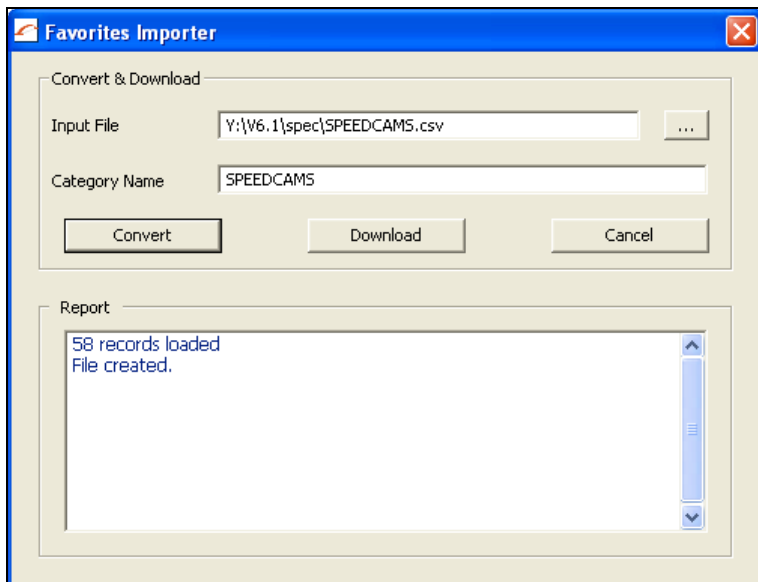 Favorites Importer
Convert & Download
Input File
Y:\V6.1\spec\SPEEDCAMS.csv
...
Category Name
SPEEDCAMS
Convert
Download
Cancel
Report
58 records loaded
File created.